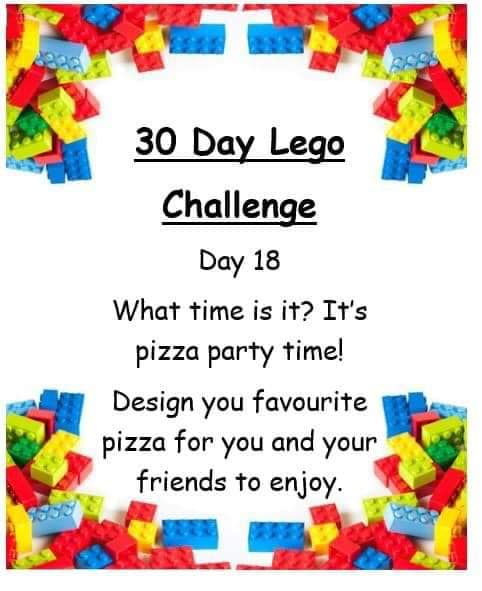 30 Day Lego
Challenge
Day 18
What time is it? It's
pizza party time!
Design you favourite
pizza for you and your
friends to enjoy.